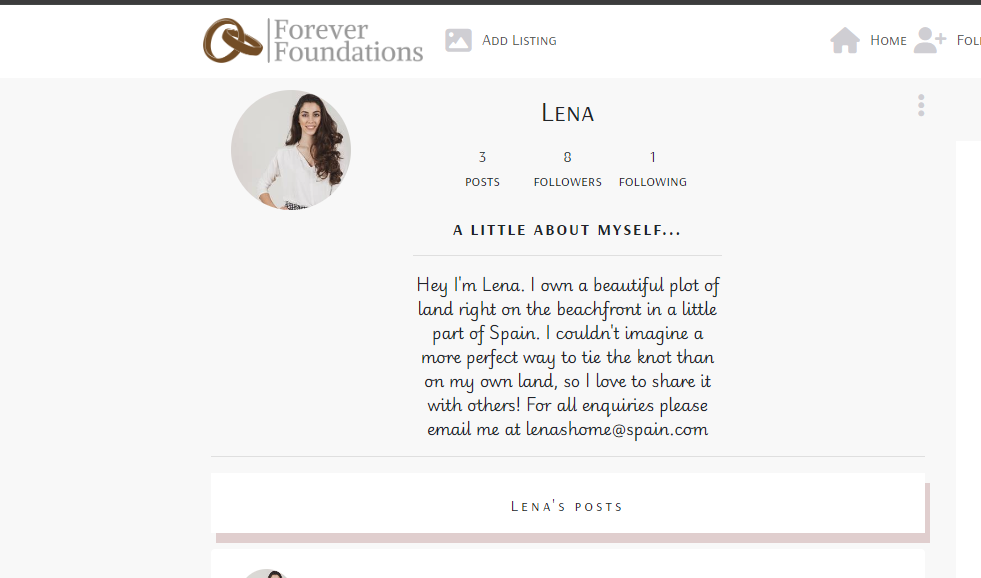 Forever
Foundations
Add Listing
Home
Lena
3
8
1
posts
followers
following
A LITTLE ABOUT MYSELF...
Hey I'm Lena. I own a beautiful plot of
land right on the beachfront in a little
part of Spain. I couldn't imagine a
more perfect way to tie the knot than
on my own land, so I love to share it
with others! For all enquiries please
email me at lenashome@spain.com
Lena's posts